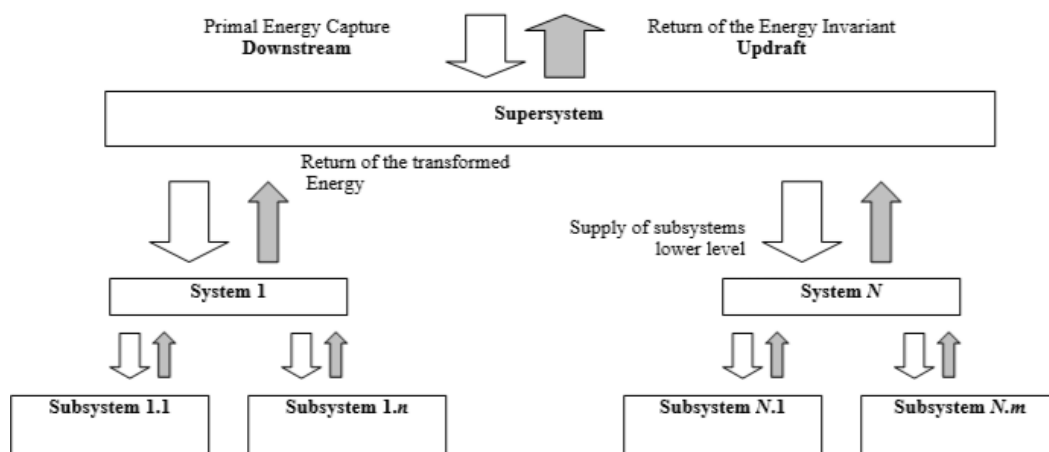 Primal Energy Capture
Downstream
Return of the Energy Invariant
Updraft
Supersystem
Return of the transformed
Energy
Supply of subsystems
lower level
System 1
System N
Subsystem 1.1
Subsystem 1.n
Subsystem N.1
Subsystem N.m